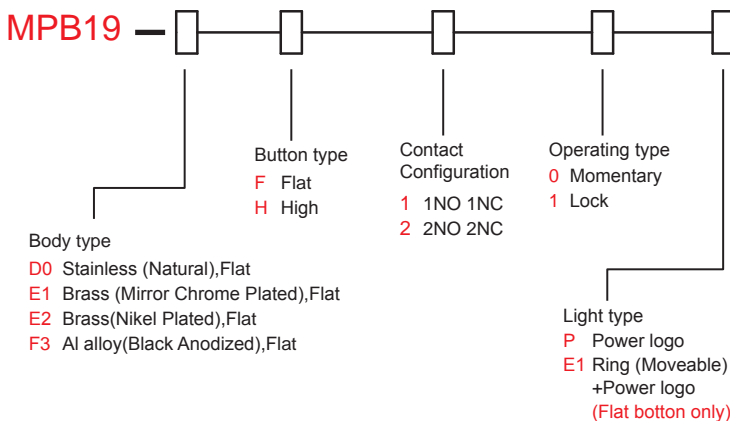 MPB19
Button type
F Flat
H High
Contact
Configuration
1 1NO 1NC
2 2NO 2NC
Operating type
0 Momentary
1 Lock
Body type
D0 Stainless (Natural),Flat
E1 Brass (Mirror Chrome Plated),Flat
E2 Brass(Nikel Plated),Flat
F3 Al alloy(Black Anodized),Flat
Light type
P Power logo
E1 Ring (Moveable)
+Power logo
(Flat botton only)